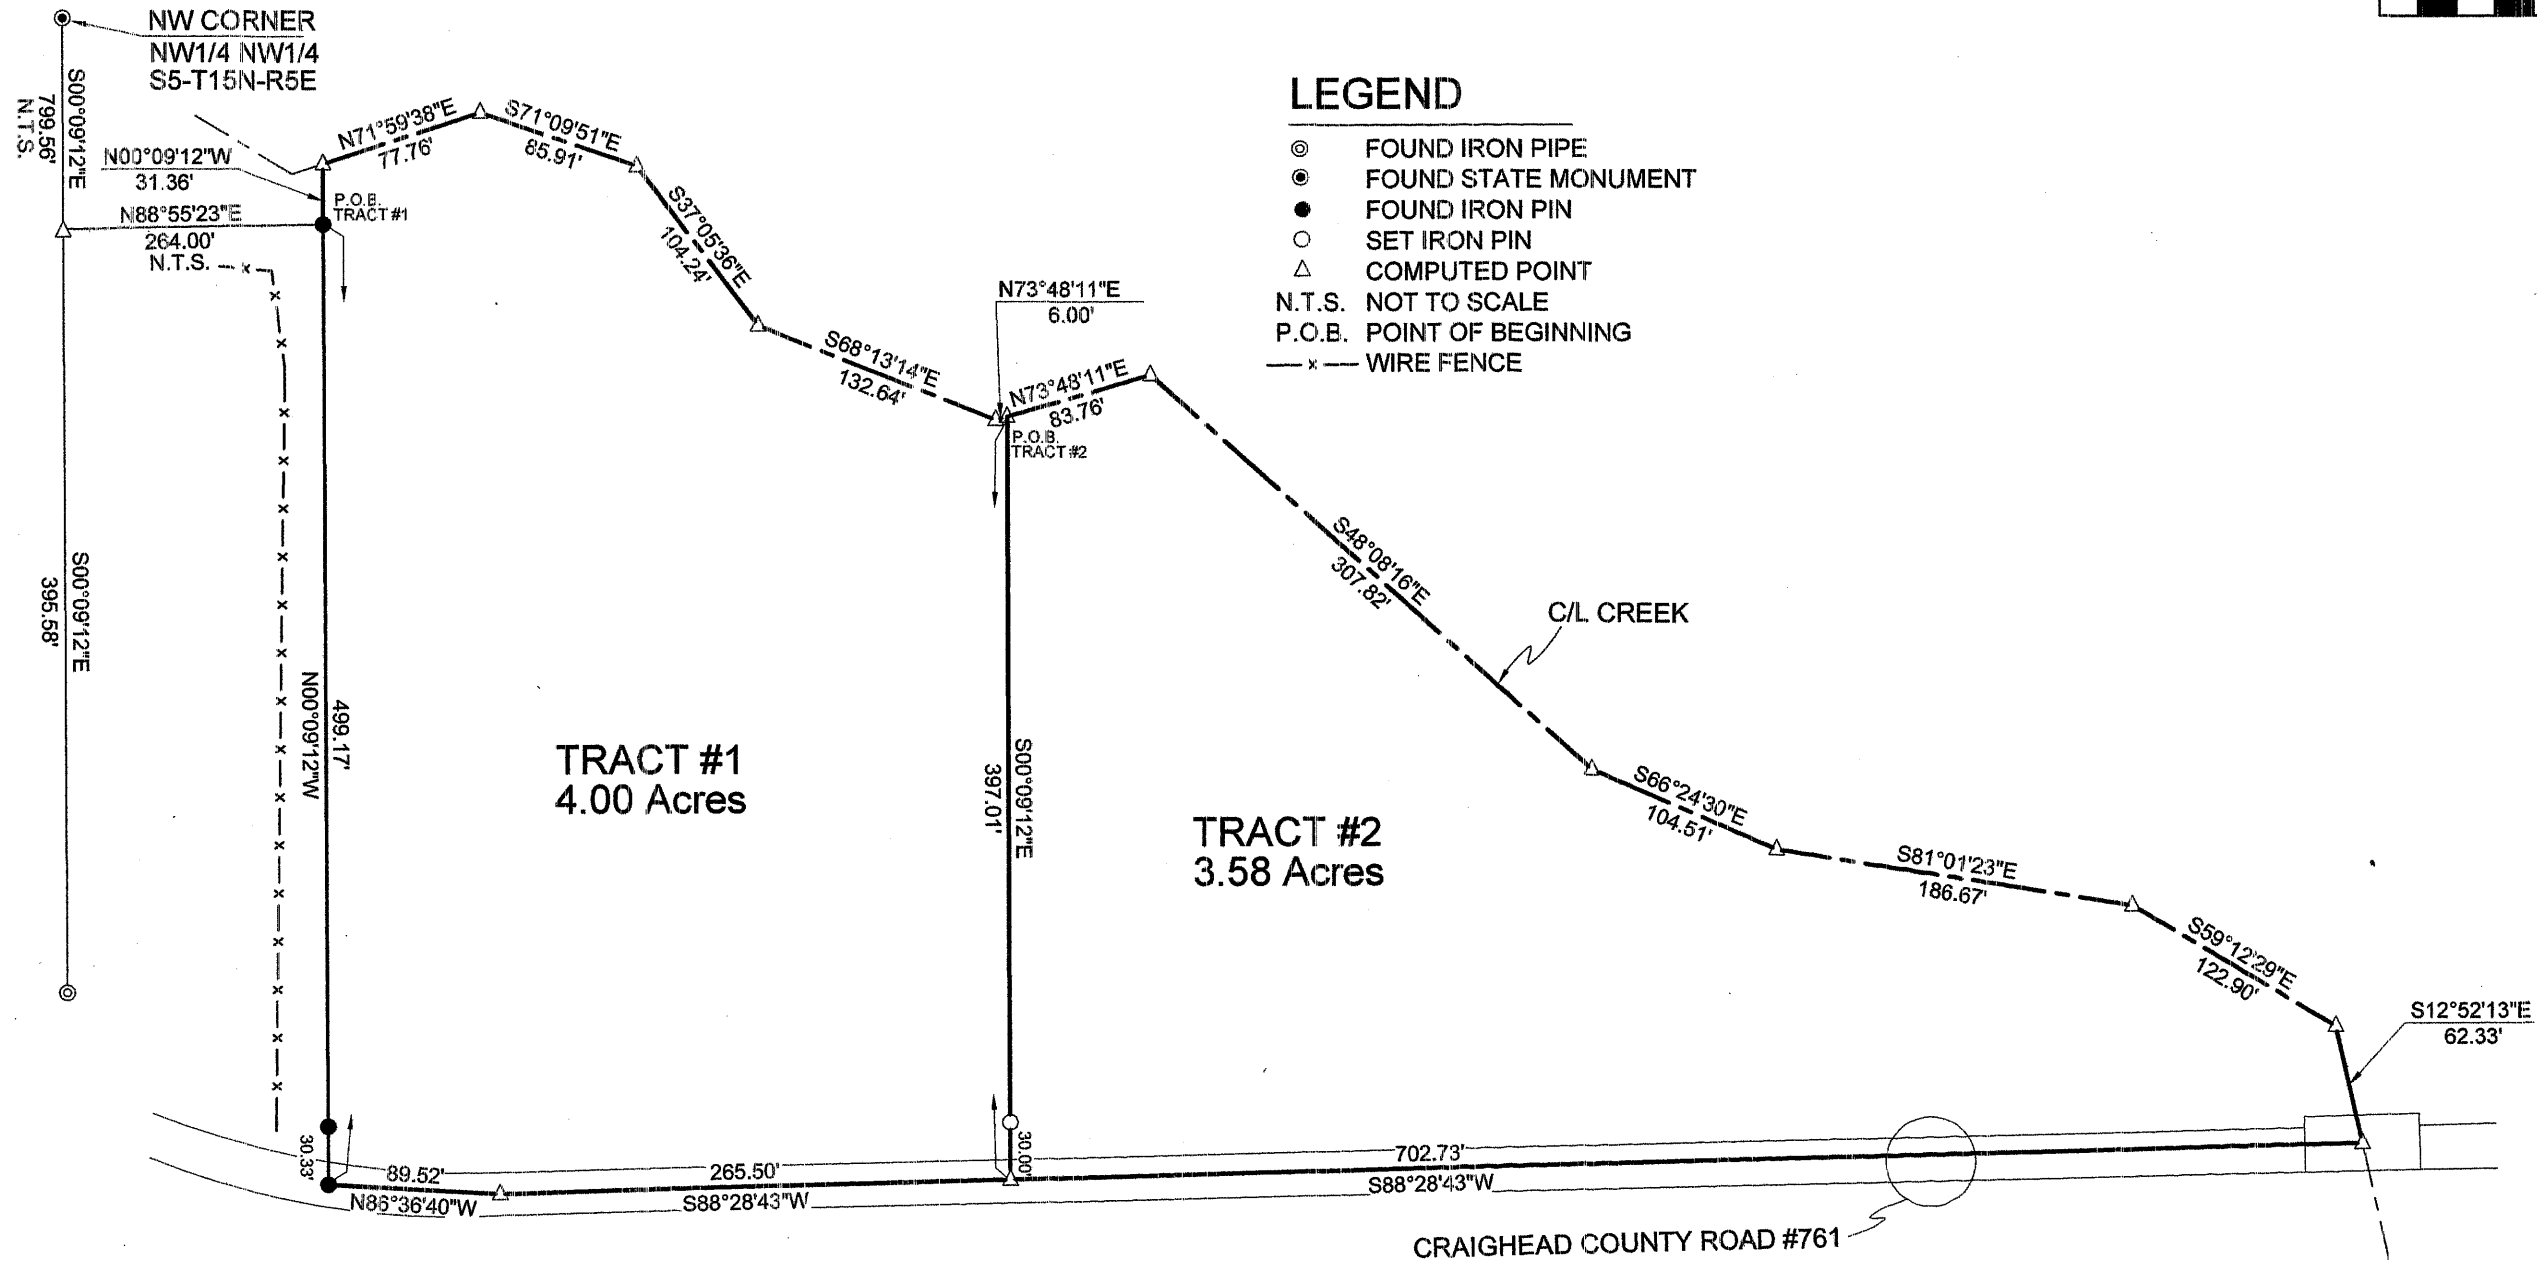 NW CORNER
NW1/4 NW1/4
S5-T15N-R5E
S00°09'12"E
799.56'
N.T.S.
N00°09'12"W
31.36'
N88°55'23"E
264.00'
N.T.S.
S00°09'12"E
395.58'
N71°59'38"E
77.76'
S71°09'51"E
85.91'
P.O.B.
TRACT #1
S37°05'36"E
104.24'
S68°13'14"E
132.64'
N73°48'11"E
6.00'
N73°48'11"E
83.76'
P.O.B.
TRACT #2
LEGEND
FOUND IRON PIPE
FOUND STATE MONUMENT
FOUND IRON PIN
SET IRON PIN
COMPUTED POINT
N.T.S. NOT TO SCALE
P.O.B. POINT OF BEGINNING
WIRE FENCE
S48°08'16"E
307.82'
C/L CREEK
499.17'
N00°09'12"W
TRACT #1
4.00 Acres
S00°09'12"E
397.01'
TRACT #2
3.58 Acres
S66°24'30"E
104.51'
S81°01'23"E
186.67'
S59°12'29"E
122.90'
S12°52'13"E
62.33'
30.33'
89.52'
N86°36'40"W
265.50'
S88°28'43"W
30.00'
702.73'
S88°28'43"W
CRAIGHEAD COUNTY ROAD #761